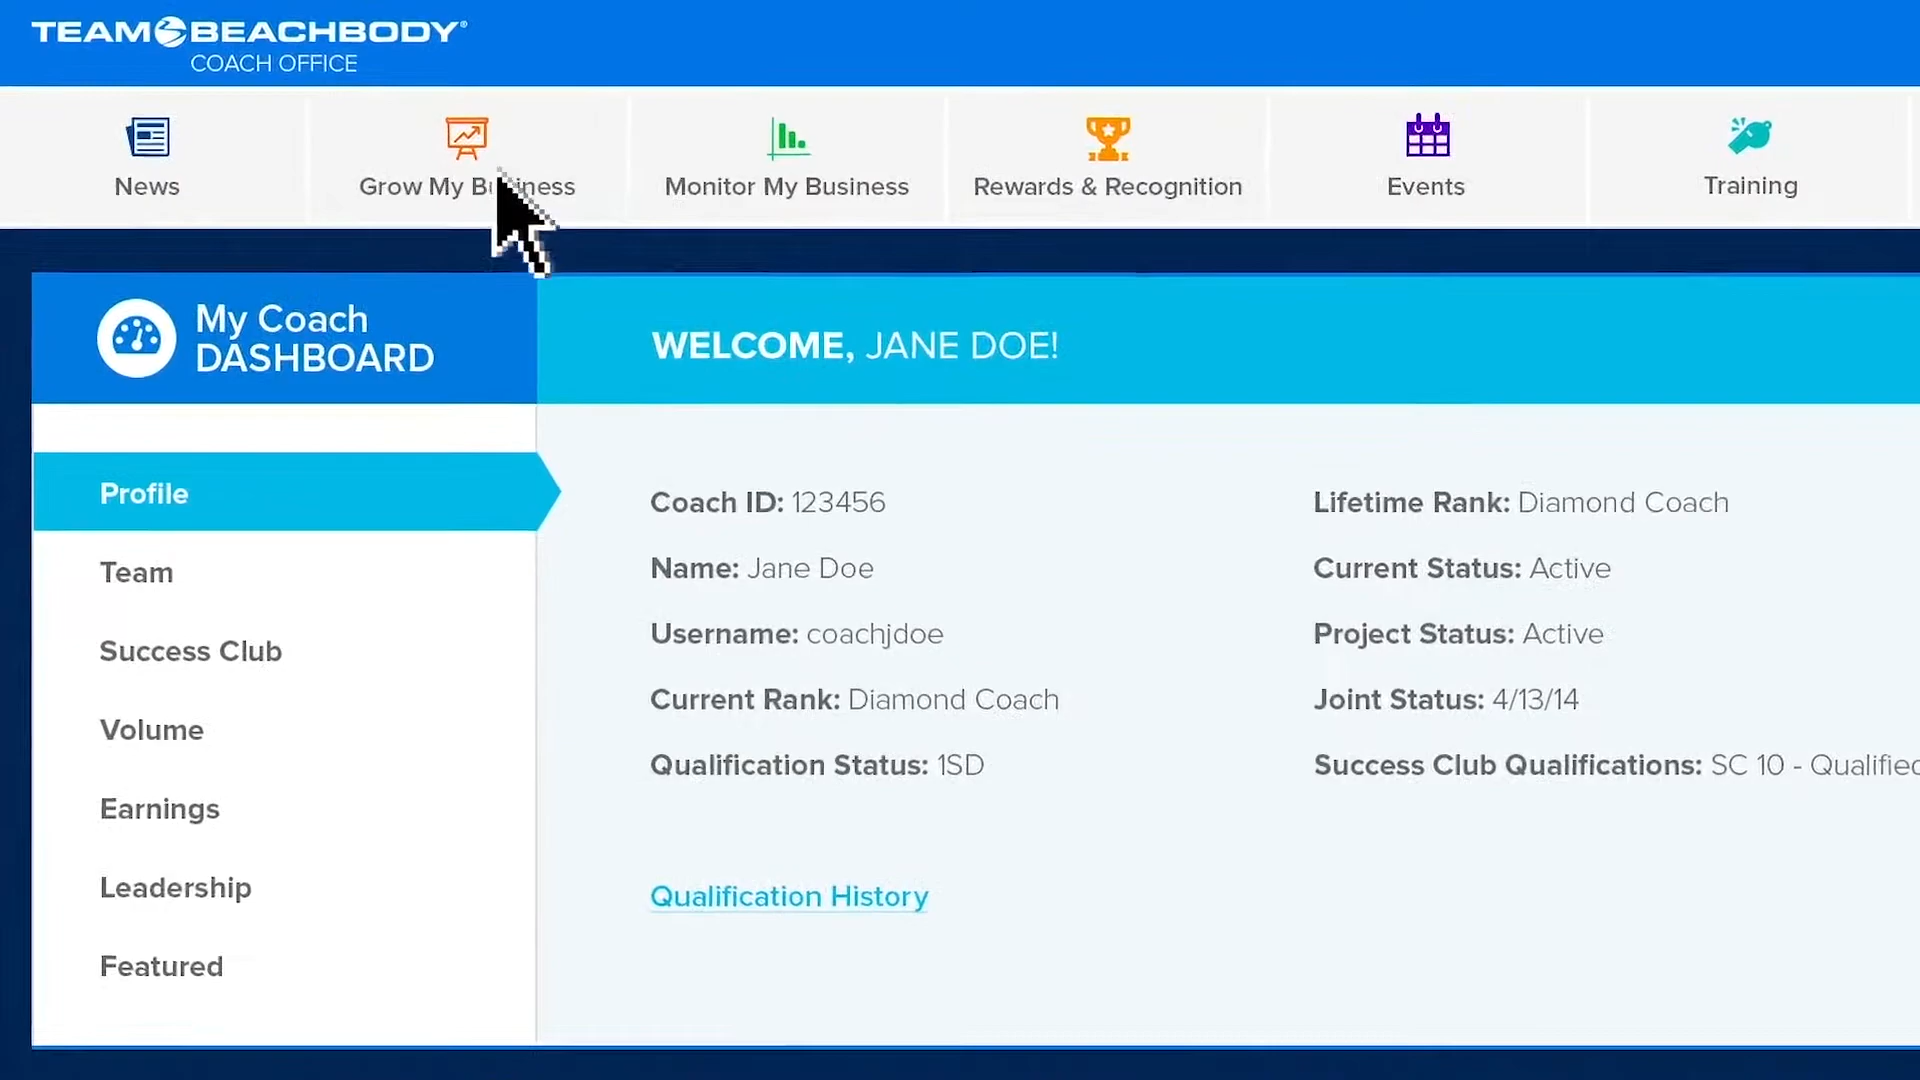 TEAM BEACHBODY®
COACH OFFICE
News
Grow My Business
Monitor My Business
Rewards & Recognition
Events
Training
My Coach
DASHBOARD
WELCOME, JANE DOE!
Profile
Team
Success Club
Volume
Earnings
Leadership
Featured
Coach ID: 123456
Name: Jane Doe
Username: coachjdoe
Current Rank: Diamond Coach
Qualification Status: 1SD
Qualification History
Lifetime Rank: Diamond Coach
Current Status: Active
Project Status: Active
Joint Status: 4/13/14
Success Club Qualifications: SC 10 - Qualified